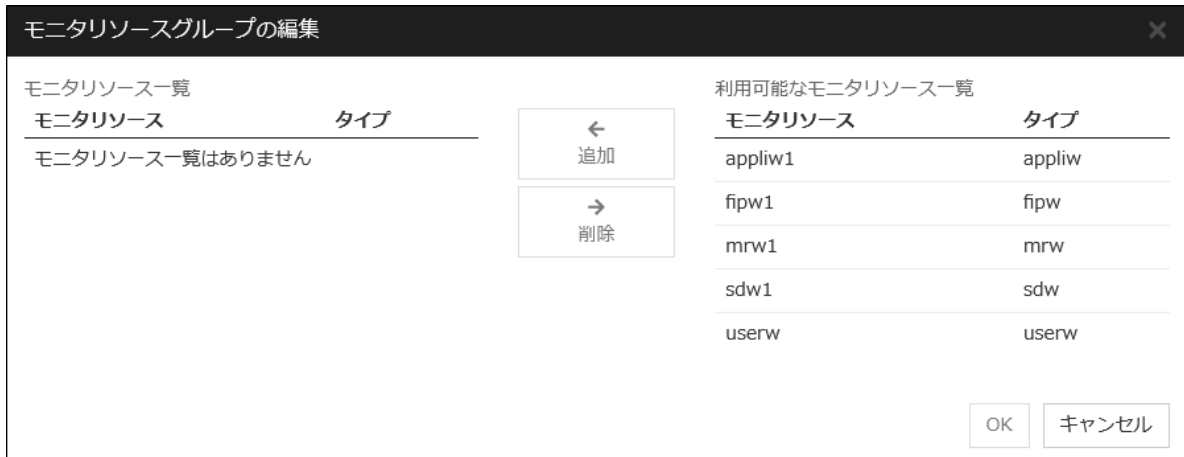 モニタリソースグループの編集
モニタリソース一覧
モニタリソース タイプ
モニタリソース一覧はありません
追加
削除
利用可能なモニタリソース一覧
モニタリソース タイプ
appliw1 appliw
fipw1 fipw
mrw1 mrw
sdw1 sdw
userw userw
OK キャンセル